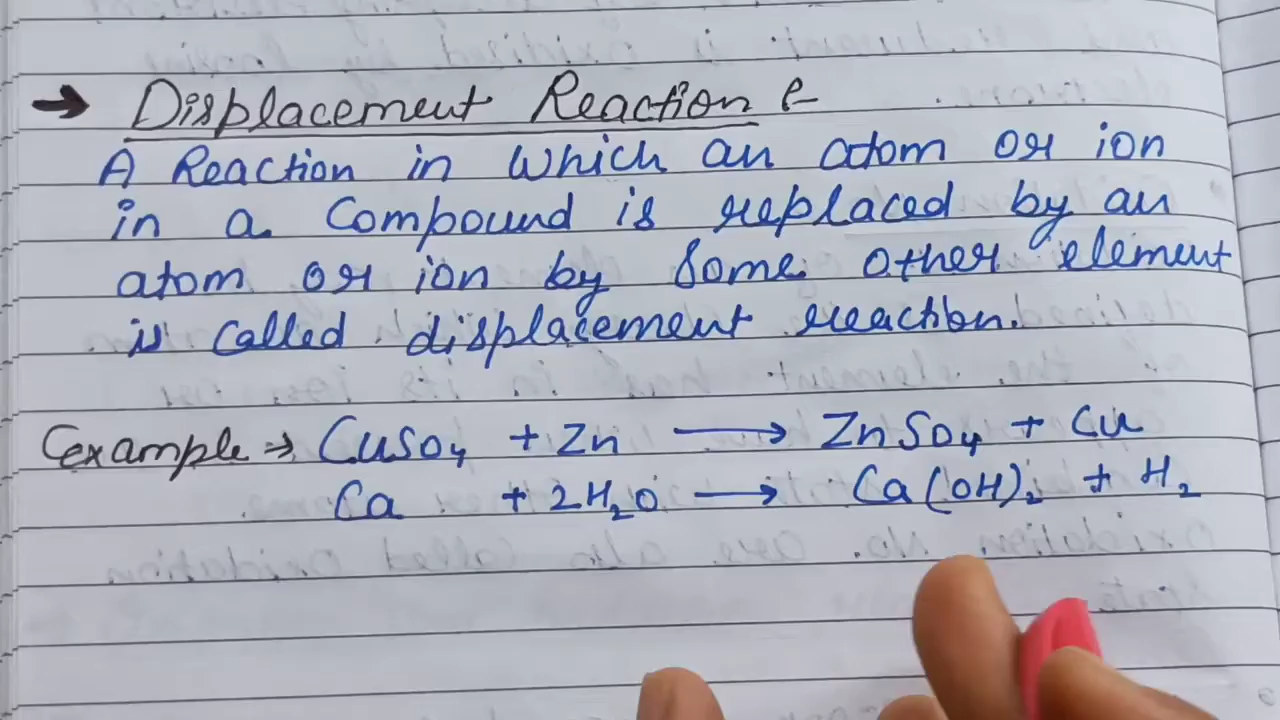 → Displacement Reaction :-
A Reaction in which an atom or ion
in a Compound is replaced by an
atom or ion by Some other element
is Called displacement reaction.
Example → CuSO₄ + Zn ⟶ ZnSO₄ + Cu
Ca + 2H₂O ⟶ Ca(OH)₂ + H₂